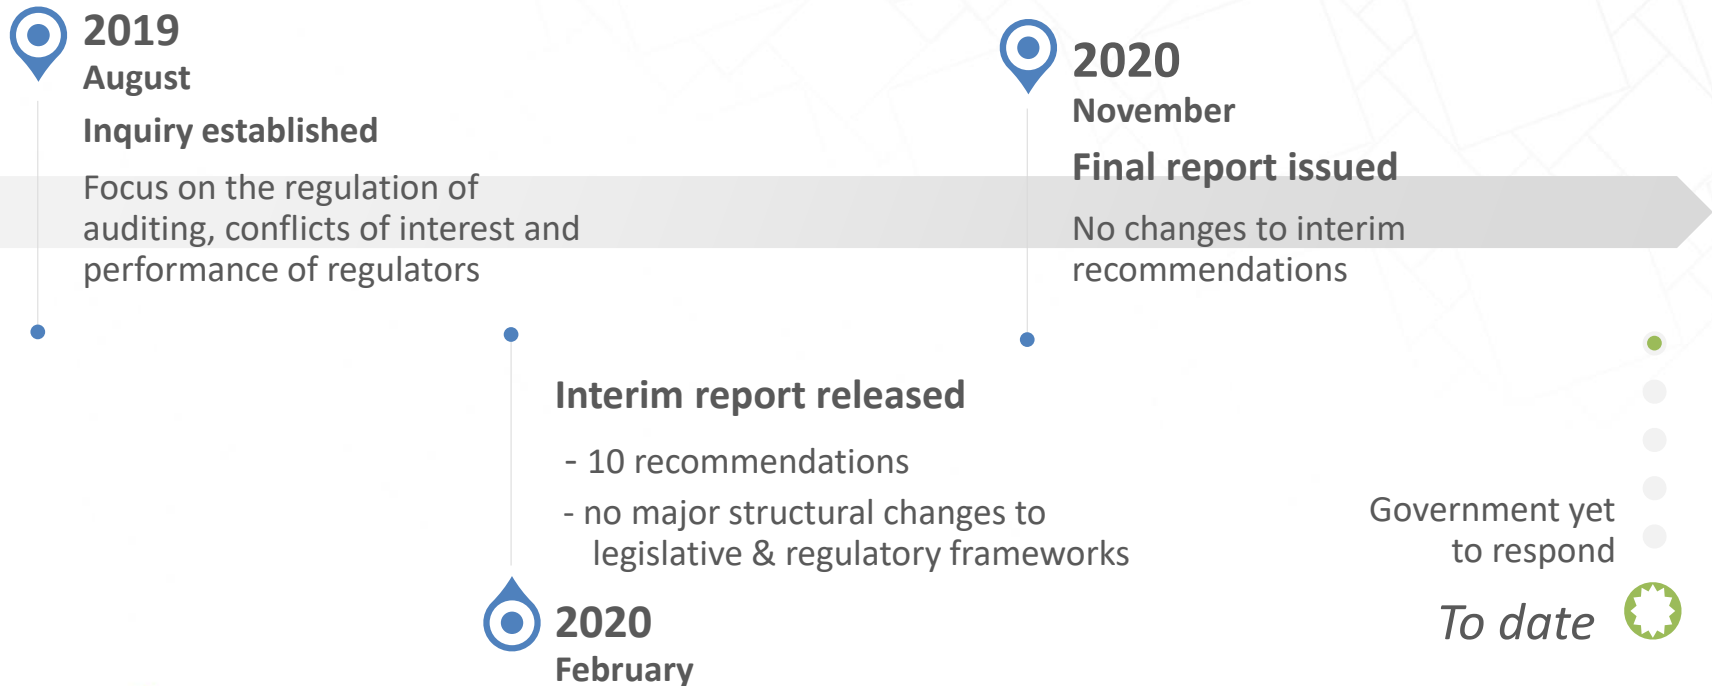 2019
August
Inquiry established
Focus on the regulation of
auditing, conflicts of interest and
performance of regulators
Interim report released
- 10 recommendations
- no major structural changes to
legislative & regulatory frameworks
2020
February
2020
November
Final report issued
No changes to interim
recommendations
Government yet
to respond
To date